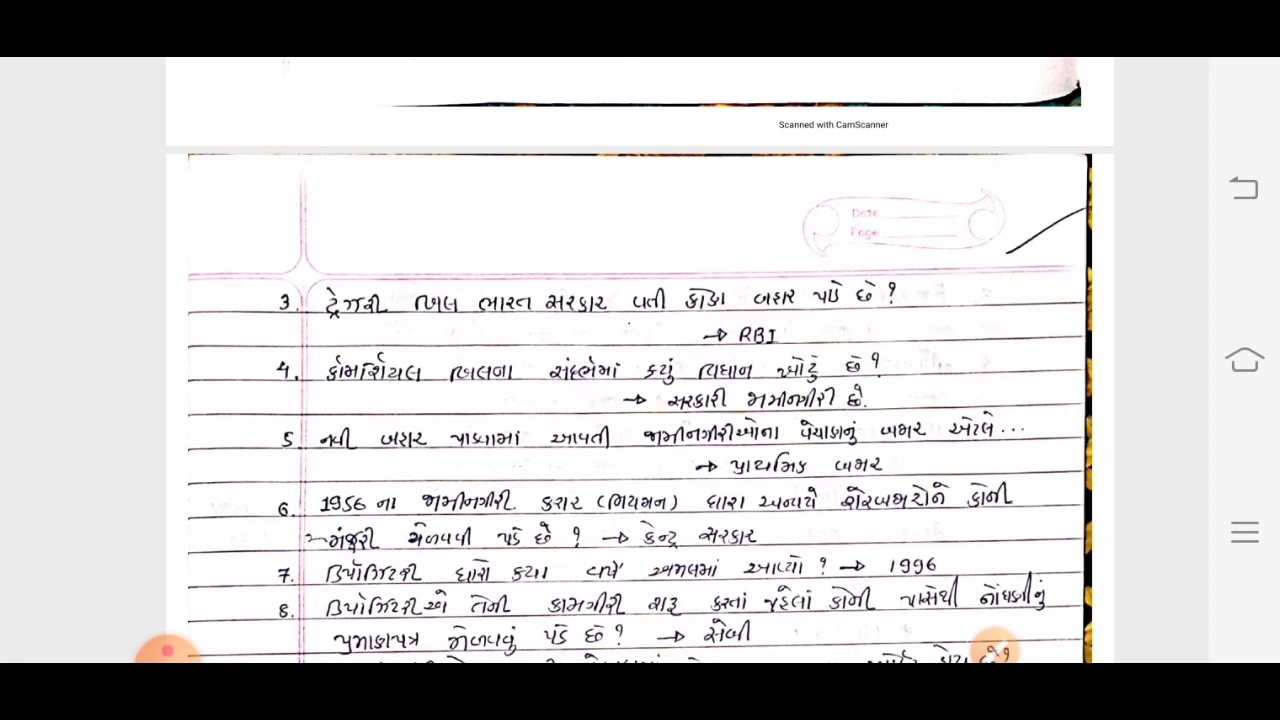 Scanned with CamScanner
Date
Page
3. ટ્રેઝરી બિલ ભારત સરકાર વતી કોણ બહાર પાડે છે?
→ RBI
4. કોમર્શિયલ બિલના સંદર્ભમાં કયું વિધાન ખોટું છે?
→ સરકારી જામીનગીરી છે.
5 નવી બહાર પાડવામાં આવતી જામીનગીરીઓના વેચાણનું બજાર એટલે...
→ પ્રાથમિક બજાર
6. 1956 ના જામીનગીરી કરાર (નિયમન) ધારા અન્વયે શેરબજારોને કોની
મંજૂરી મેળવવી પડે છે? → કેન્દ્ર સરકાર
7. ડિપોઝિટરી ધારો કયા વર્ષે અમલમાં આવ્યો? → 1996
8. ડિપોઝિટરીએ તેની કામગીરી શરૂ કરતાં પહેલાં કોની પાસેથી નોંધણીનું
પ્રમાણપત્ર મેળવવું પડે છે? → સેબી